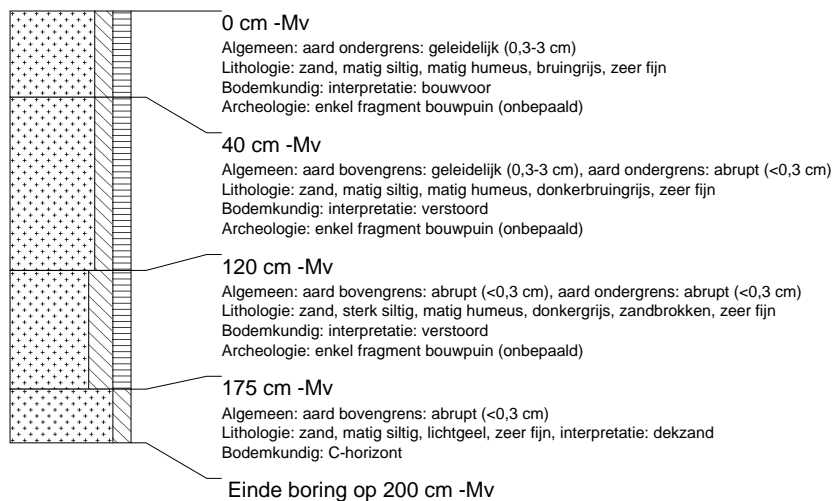 0 cm -Mv
Algemeen: aard ondergrens: geleidelijk (0,3-3 cm)
Lithologie: zand, matig siltig, matig humeus, bruingrijs, zeer fijn
Bodemkundig: interpretatie: bouwvoor
Archeologie: enkel fragment bouwpuin (onbepaald)
40 cm -Mv
Algemeen: aard bovengrens: geleidelijk (0,3-3 cm), aard ondergrens: abrupt (<0,3 cm)
Lithologie: zand, matig siltig, matig humeus, donkerbruingrijs, zeer fijn
Bodemkundig: interpretatie: verstoord
Archeologie: enkel fragment bouwpuin (onbepaald)
120 cm -Mv
Algemeen: aard bovengrens: abrupt (<0,3 cm), aard ondergrens: abrupt (<0,3 cm)
Lithologie: zand, sterk siltig, matig humeus, donkergrijs, zandbrokken, zeer fijn
Bodemkundig: interpretatie: verstoord
Archeologie: enkel fragment bouwpuin (onbepaald)
175 cm -Mv
Algemeen: aard bovengrens: abrupt (<0,3 cm)
Lithologie: zand, matig siltig, lichtgeel, zeer fijn, interpretatie: dekzand
Bodemkundig: C-horizont
Einde boring op 200 cm -Mv